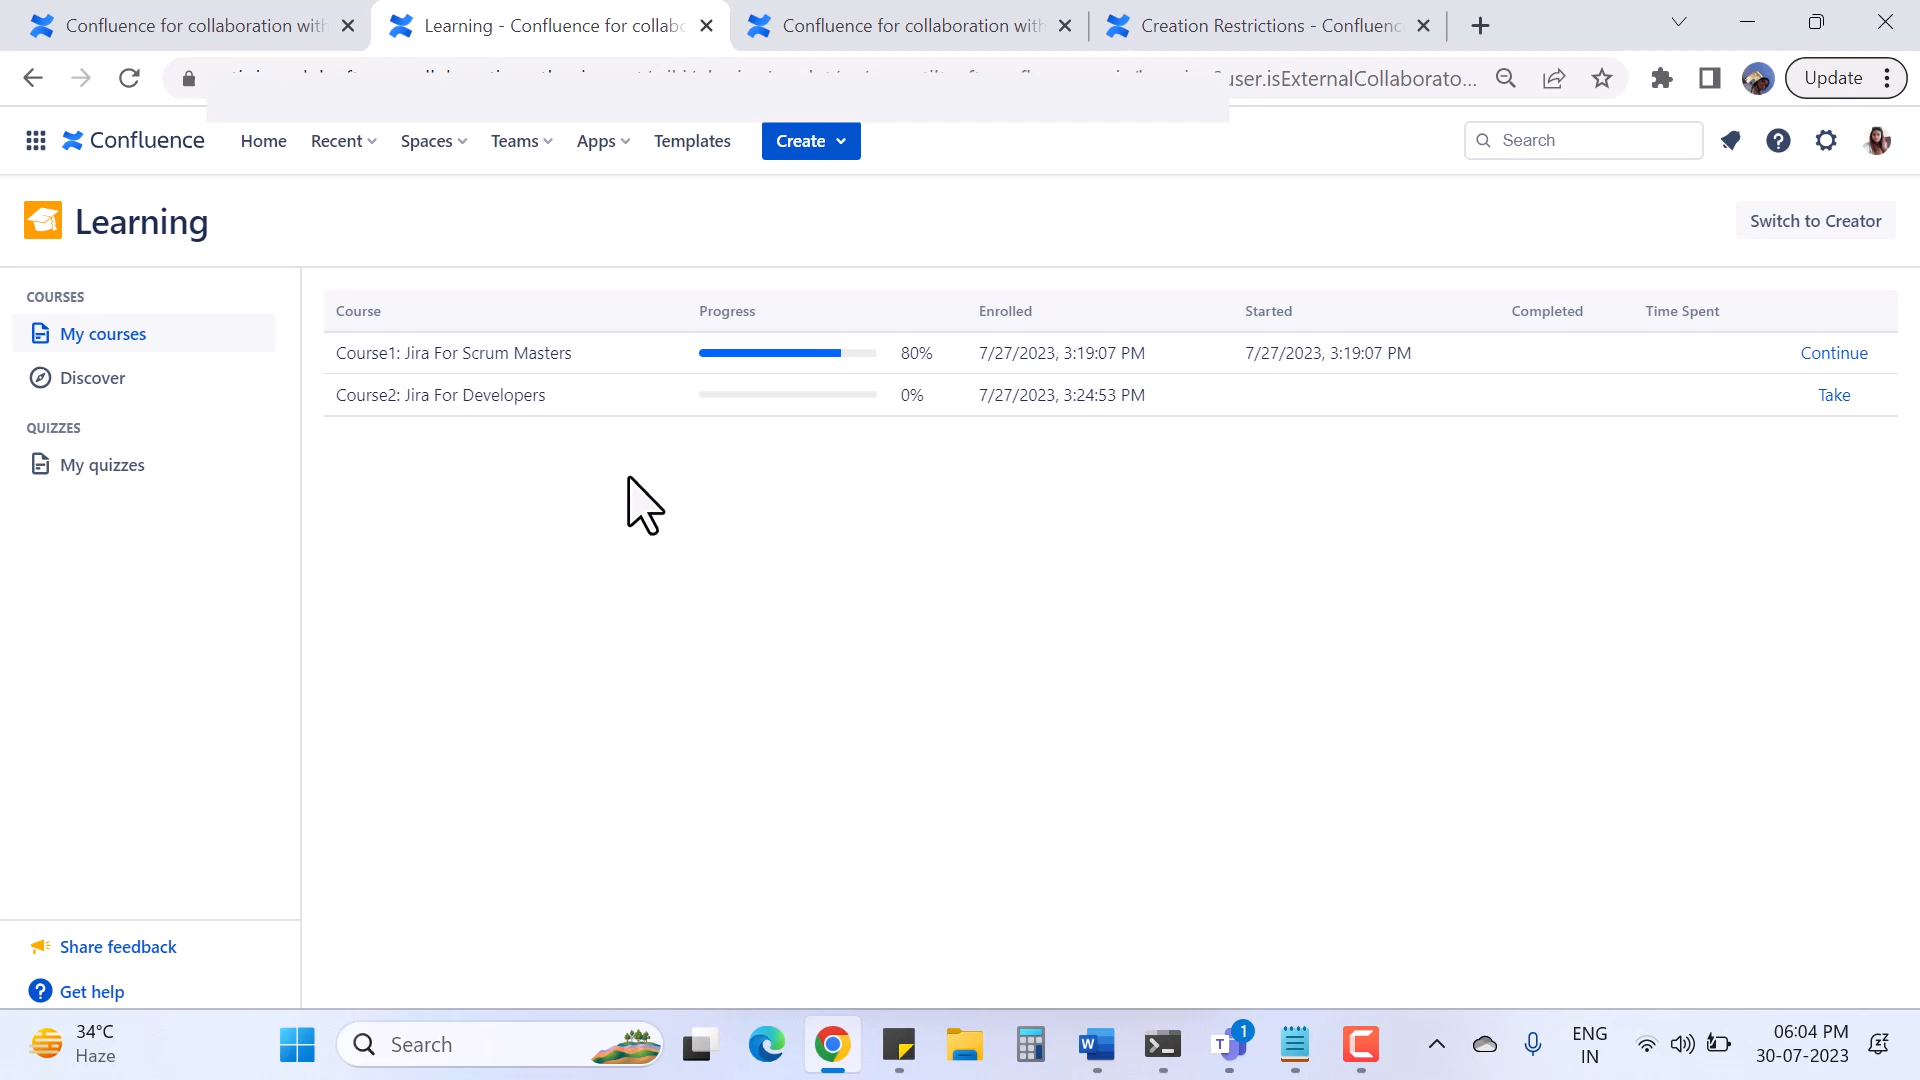 Confluence for collaboration with
Learning - Confluence for collabo
Confluence for collaboration with
Creation Restrictions - Confluenc
user.isExternalCollaborato...
Update
Confluence
Home
Recent
Spaces
Teams
Apps
Templates
Create
Search
Learning
Switch to Creator
COURSES
My courses
Discover
QUIZZES
My quizzes
Course Progress Enrolled Started Completed Time Spent
Course1: Jira For Scrum Masters 80% 7/27/2023, 3:19:07 PM 7/27/2023, 3:19:07 PM Continue
Course2: Jira For Developers 0% 7/27/2023, 3:24:53 PM Take
Share feedback
Get help
34°C
Haze
Search
1
ENG
IN
06:04 PM
30-07-2023